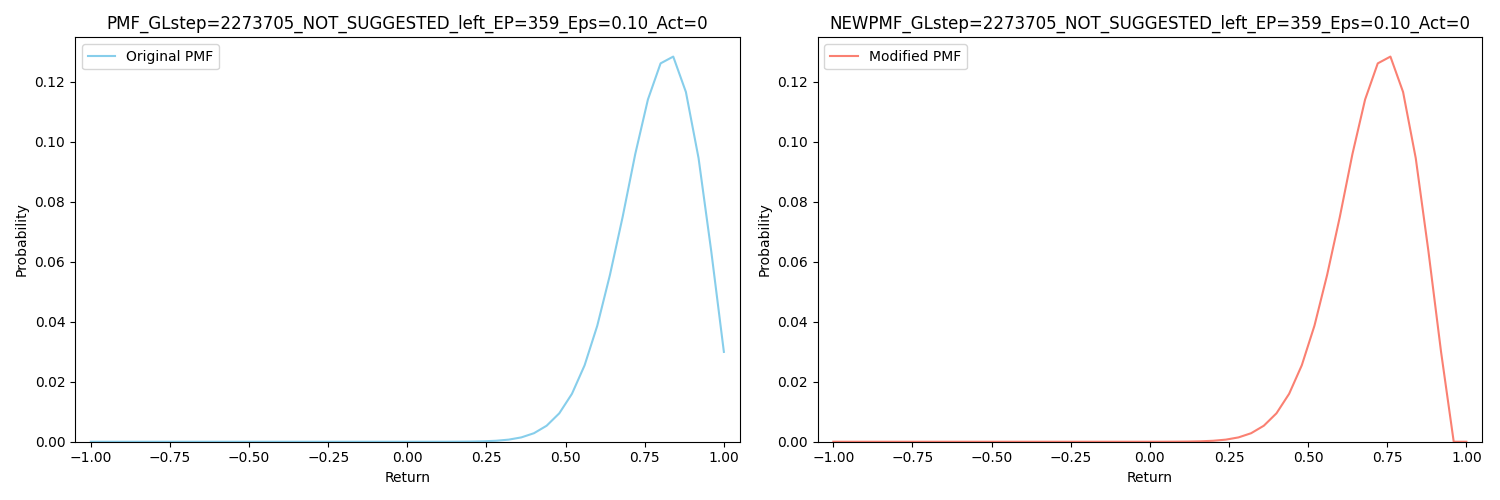 PMF_GLstep=2273705_NOT_SUGGESTED_left_EP=359_Eps=0.10_Act=0
Original PMF
Probability
0.12
0.10
0.08
0.06
0.04
0.02
0.00
−1.00 −0.75 −0.50 −0.25 0.00 0.25 0.50 0.75 1.00
Return
NEWPMF_GLstep=2273705_NOT_SUGGESTED_left_EP=359_Eps=0.10_Act=0
Modified PMF
Probability
0.12
0.10
0.08
0.06
0.04
0.02
0.00
−1.00 −0.75 −0.50 −0.25 0.00 0.25 0.50 0.75 1.00
Return